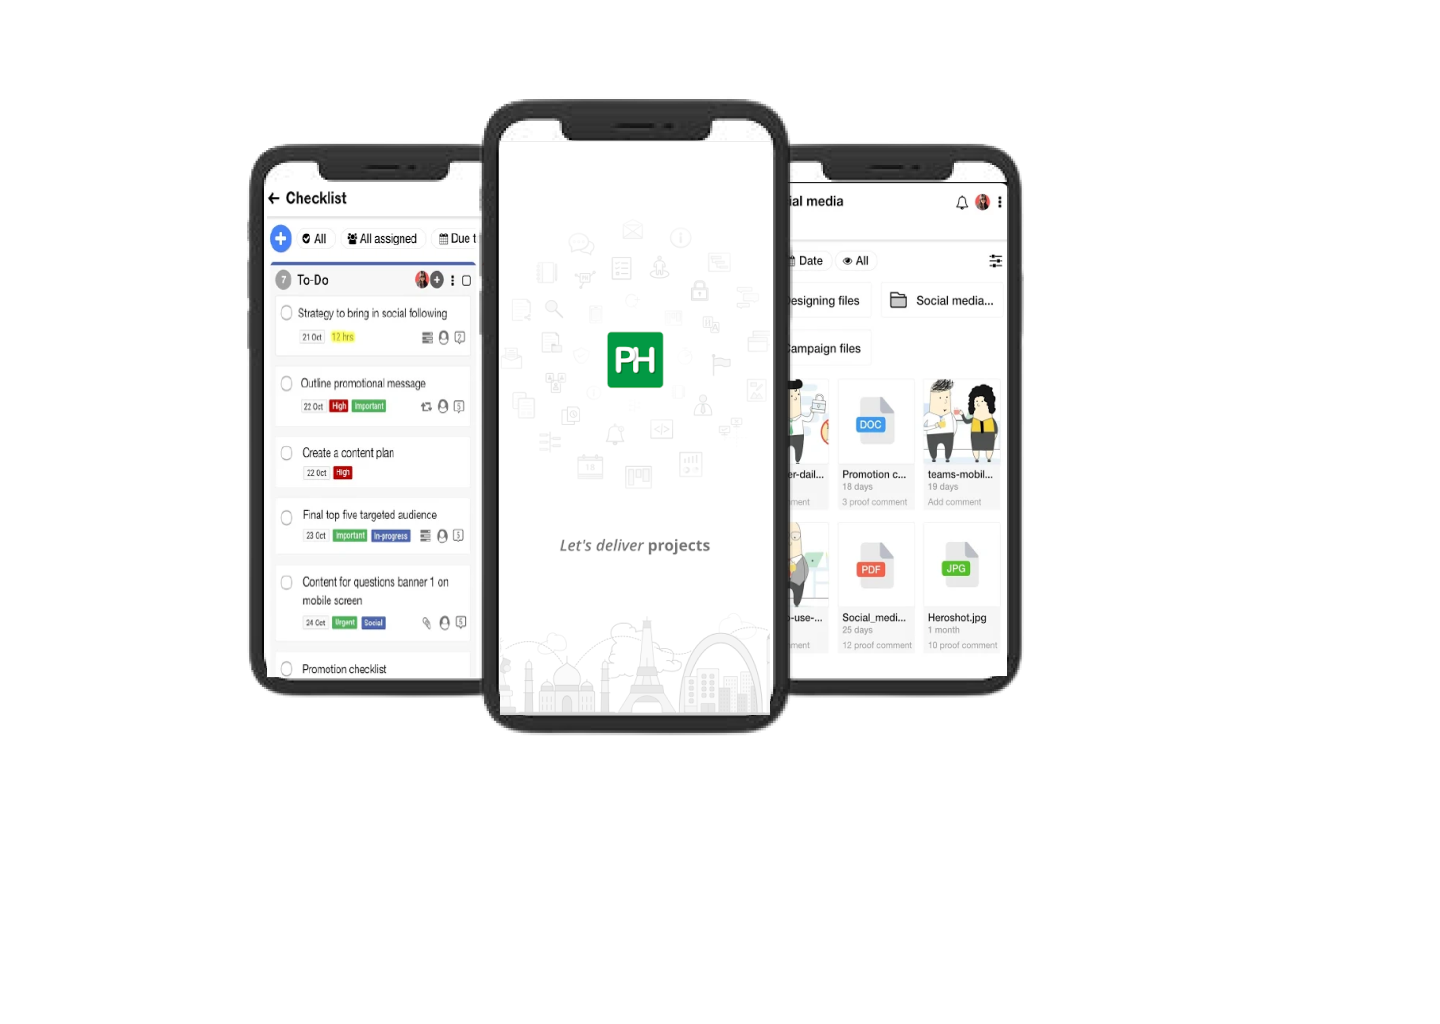 Checklist
All
All assigned
Due t
7
To-Do
Strategy to bring in social following
21 Oct
12 hrs
2
Outline promotional message
22 Oct
High
Important
5
Create a content plan
22 Oct
High
Final top five targeted audience
23 Oct
Important
In-progress
5
Content for questions banner 1 on
mobile screen
24 Oct
Urgent
Social
5
Promotion checklist
PH
18
Let's deliver projects
ial media
Date
All
esigning files
Social media...
ampaign files
DOC
er-dail...
Promotion c...
teams-mobil...
18 days
19 days
ment
3 proof comment
Add comment
PDF
JPG
-use-...
Social_medi...
Heroshot.jpg
25 days
1 month
ment
12 proof comment
10 proof comment